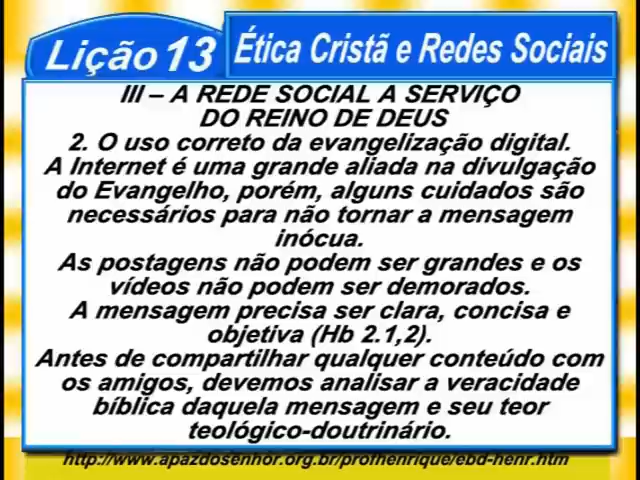 Lição 13
Ética Cristã e Redes Sociais
III – A REDE SOCIAL A SERVIÇO
DO REINO DE DEUS
2. O uso correto da evangelização digital.
A Internet é uma grande aliada na divulgação
do Evangelho, porém, alguns cuidados são
necessários para não tornar a mensagem
inócua.
As postagens não podem ser grandes e os
vídeos não podem ser demorados.
A mensagem precisa ser clara, concisa e
objetiva (Hb 2.1,2).
Antes de compartilhar qualquer conteúdo com
os amigos, devemos analisar a veracidade
bíblica daquela mensagem e seu teor
teológico-doutrinário.
http://www.apazdosenhor.org.br/profhenrique/ebd-henr.htm